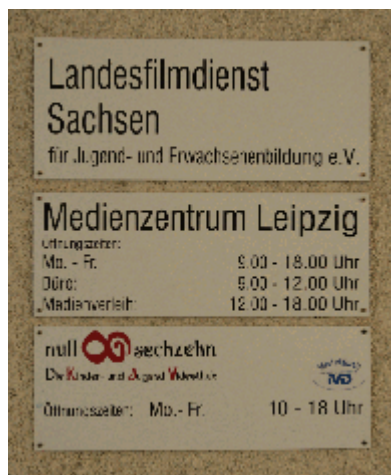 Landesfilmdienst
Sachsen
für Jugend- und Erwachsenenbildung e.V.
Medienzentrum Leipzig
Öffnungszeiten:
Mo. - Fr. 9.00 - 18.00 Uhr
Büro: 9.00 - 12.00 Uhr
Medienverleih: 12.00 - 18.00 Uhr
null sechzehn
Die Kinder- und Jugend Videothek
Öffnungszeiten: Mo.- Fr. 10 - 18 Uhr